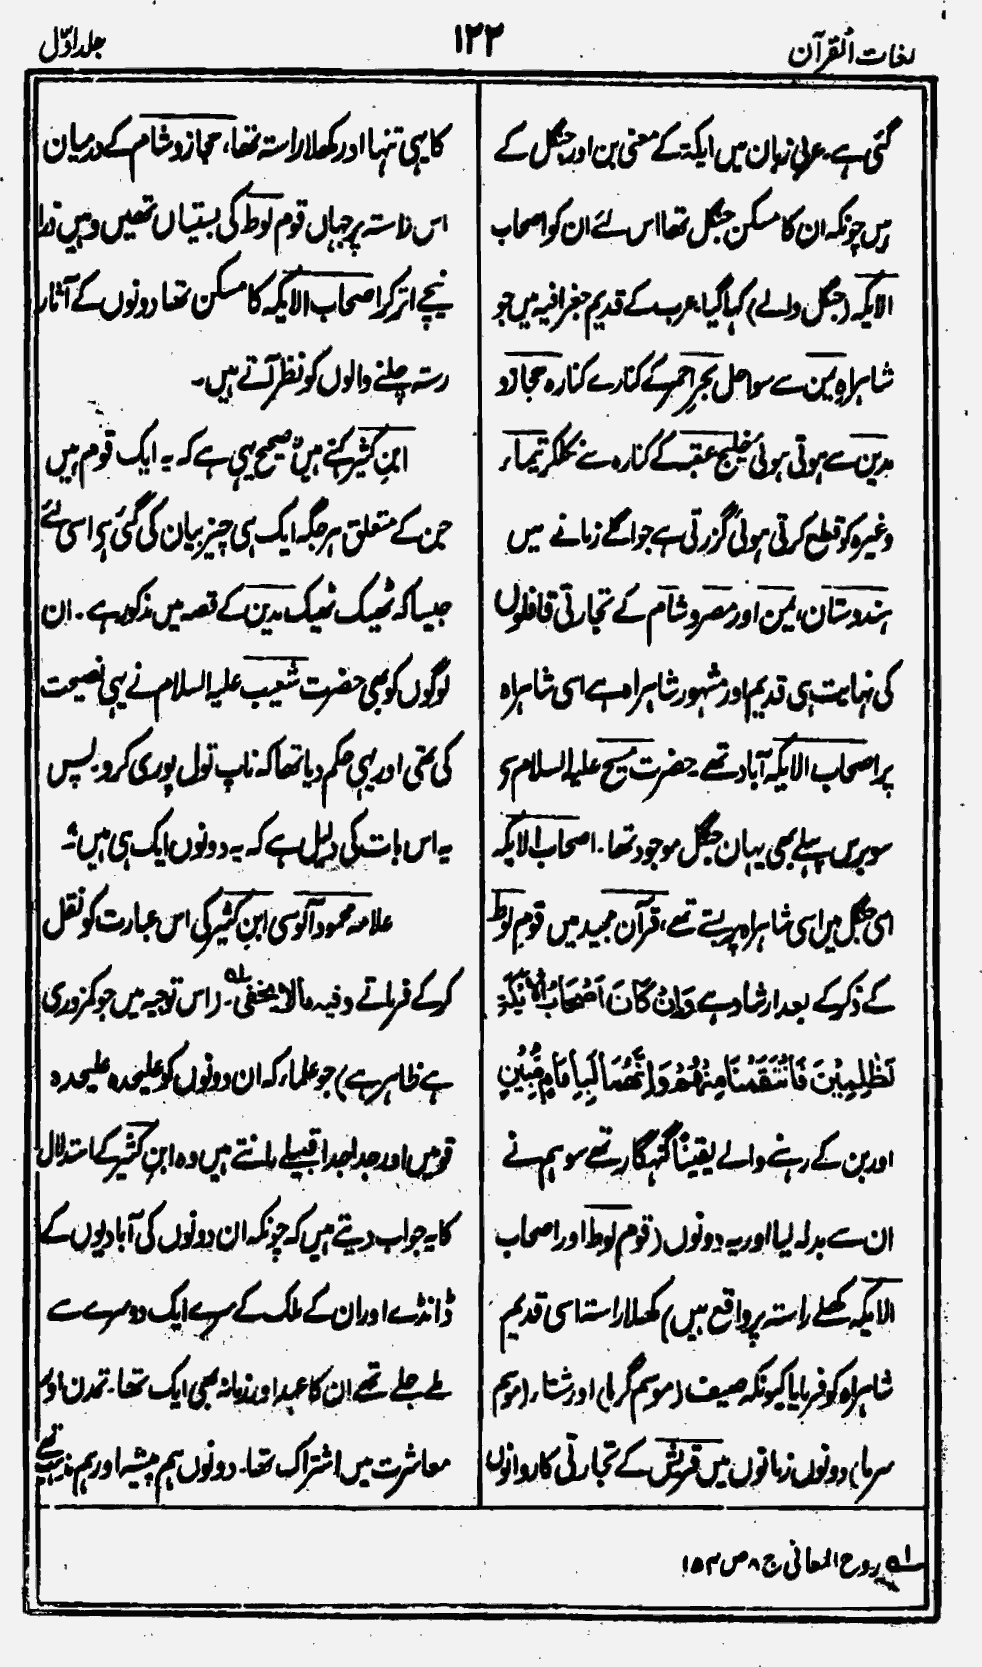 لغات القرآن
۱۲۲
جلد اوّل
گئی ہے۔ عربی زبان میں ایکۃ کے معنی بن اور جنگل کے
ہیں چونکہ ان کا مسکن جنگل تھا اس لئے ان کو اصحاب
الایکہ (جنگل والے) کہا گیا، عرب کے قدیم جغرافیہ میں جو
شاہراہ یمن سے سواحل بحر احمر کے کنارے کنارہ حجاز و
مدین سے ہوتی ہوئی خلیج عقبہ کے کنارہ سے نکلکر تیماء
وغیرہ کو قطع کرتی ہوئی گزرتی ہے جو اگلے زمانے میں
ہندوستان، یمن اور مصر و شام کے تجارتی قافلوں
کی نہایت ہی قدیم اور مشہور شاہراہ ہے اسی شاہراہ
پر اصحاب الایکہ آباد تھے۔ حضرت مسیح علیہ السلام سے
سو برس پہلے بھی یہان جنگل موجود تھا۔ اصحاب الایکہ
اسی جنگل میں اسی شاہراہ پر بستے تھے، قرآن مجید میں قوم لوط
کے ذکر کے بعد ارشاد ہے وَاِنْ كَانَ اَصْحٰبُ الْاَيْكَةِ
لَظٰلِمِيْنَ فَانْتَقَمْنَا مِنْهُمْ وَاِنَّهُمَا لَبِاِمَامٍ مُّبِيْنٍ
اور بن کے رہنے والے یقیناً گنہگار تھے سو ہم نے
ان سے بدلہ لیا اور یہ دونوں (قوم لوط اور اصحاب
الایکہ کھلے راستہ پر واقع ہیں) کھلا راستا اسی قدیم
شاہراہ کو فرمایا کیونکہ صیف (موسم گرما) اور شتاء (موسم
سرما) دونوں زمانوں میں قریش کے تجارتی کاروانوں
کا یہی تنہا اور کھلا راستہ تھا، حجاز و شام کے درمیان
اس راستہ پر جہاں قوم لوط کی بستیاں تھیں وہیں ذرا
نیچے اتر کر اصحاب الایکہ کا مسکن تھا دونوں کے آثار
رستہ چلنے والوں کو نظر آتے ہیں۔
ابن کثیر کہتے ہیں صحیح یہی ہے کہ یہ ایک قوم ہیں
جن کے متعلق ہر جگہ ایک ہی چیز بیان کی گئی ہے اسی لئے
جیسا کہ ٹھیک ٹھیک مدین کے قصہ میں مذکور ہے۔ ان
لوگوں کو بھی حضرت شعیب علیہ السلام نے یہی نصیحت
کی تھی اور یہی حکم دیا تھا کہ ناپ تول پوری کرو۔ پس
یہ اس بات کی دلیل ہے کہ یہ دونوں ایک ہی ہیں"۔
علامہ محمود آلوسی ابن کثیر کی اس عبارت کو نقل
کر کے فرماتے وفیہ مالا یخفی۔ لہ (اس توجیہ میں جو کمزوری
ہے ظاہر ہے) جو علماء کہ ان دونوں کو علیحدہ علیحدہ
قومیں اور جدا جدا قبیلے مانتے ہیں وہ ابن کثیر کے استدلال
کا یہ جواب دیتے ہیں کہ چونکہ ان دونوں کی آبادیوں کے
ڈانڈے اور ان کے ملک کے سرے ایک دوسرے سے
ملے جلے تھے ان کا عہد اور زمانہ بھی ایک تھا۔ تمدن اور
معاشرت میں اشتراک تھا۔ دونوں ہم پیشہ اور ہم مذہب تھے
لہ روح المعانی ج ۸ ص ۱۵۳